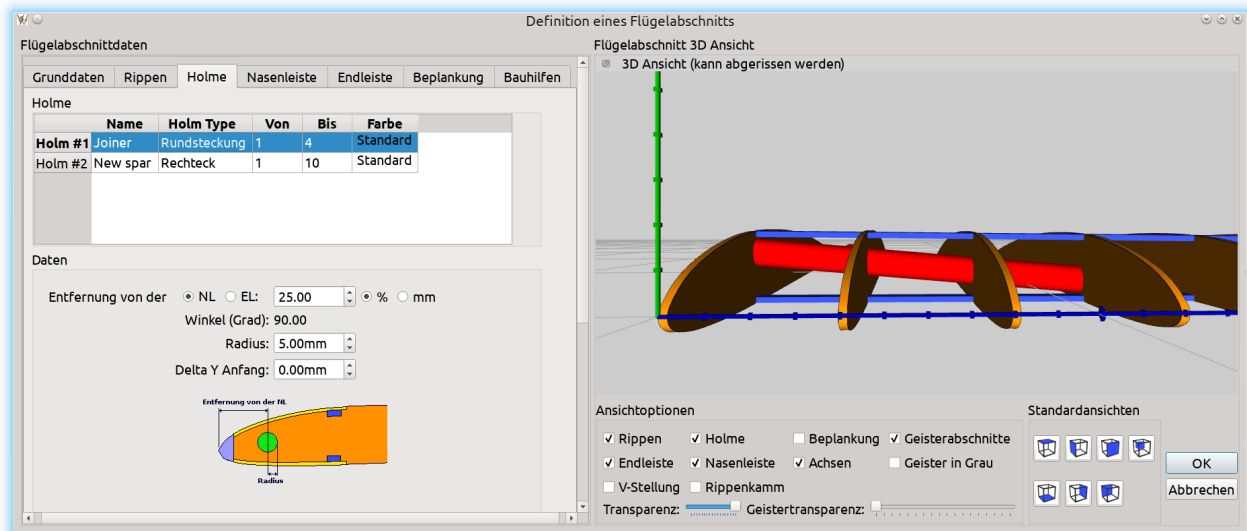 Definition eines Flügelabschnitts
Flügelabschnittdaten
Grunddaten Rippen Holme Nasenleiste Endleiste Beplankung Bauhilfen
Holme
Name Holm Type Von Bis Farbe
Holm #1 Joiner Rundsteckung 1 4 Standard
Holm #2 New spar Rechteck 1 10 Standard
Daten
Entfernung von der NL EL: 25.00 % mm
Winkel (Grad): 90.00
Radius: 5.00mm
Delta Y Anfang: 0.00mm
Entfernung von der NL
Radius
Flügelabschnitt 3D Ansicht
3D Ansicht (kann abgerissen werden)
Ansichtoptionen
Rippen Holme Beplankung Geisterabschnitte
Endleiste Nasenleiste Achsen Geister in Grau
V-Stellung Rippenkamm
Transparenz: Geistertransparenz:
Standardansichten
OK
Abbrechen